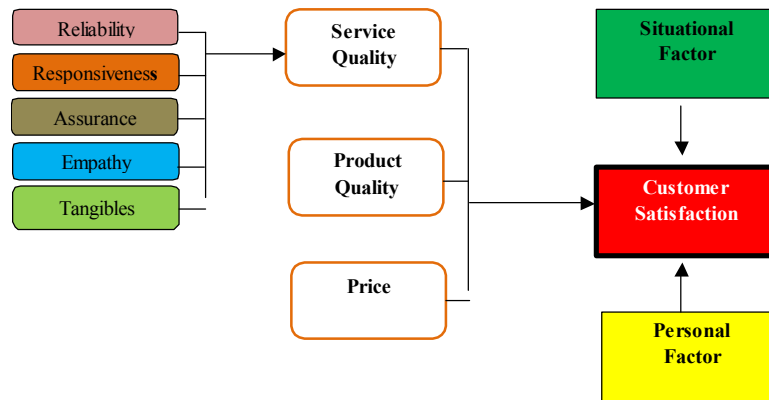 Reliability
Responsiveness
Assurance
Empathy
Tangibles
Service
Quality
Product
Quality
Price
Situational
Factor
Customer
Satisfaction
Personal
Factor